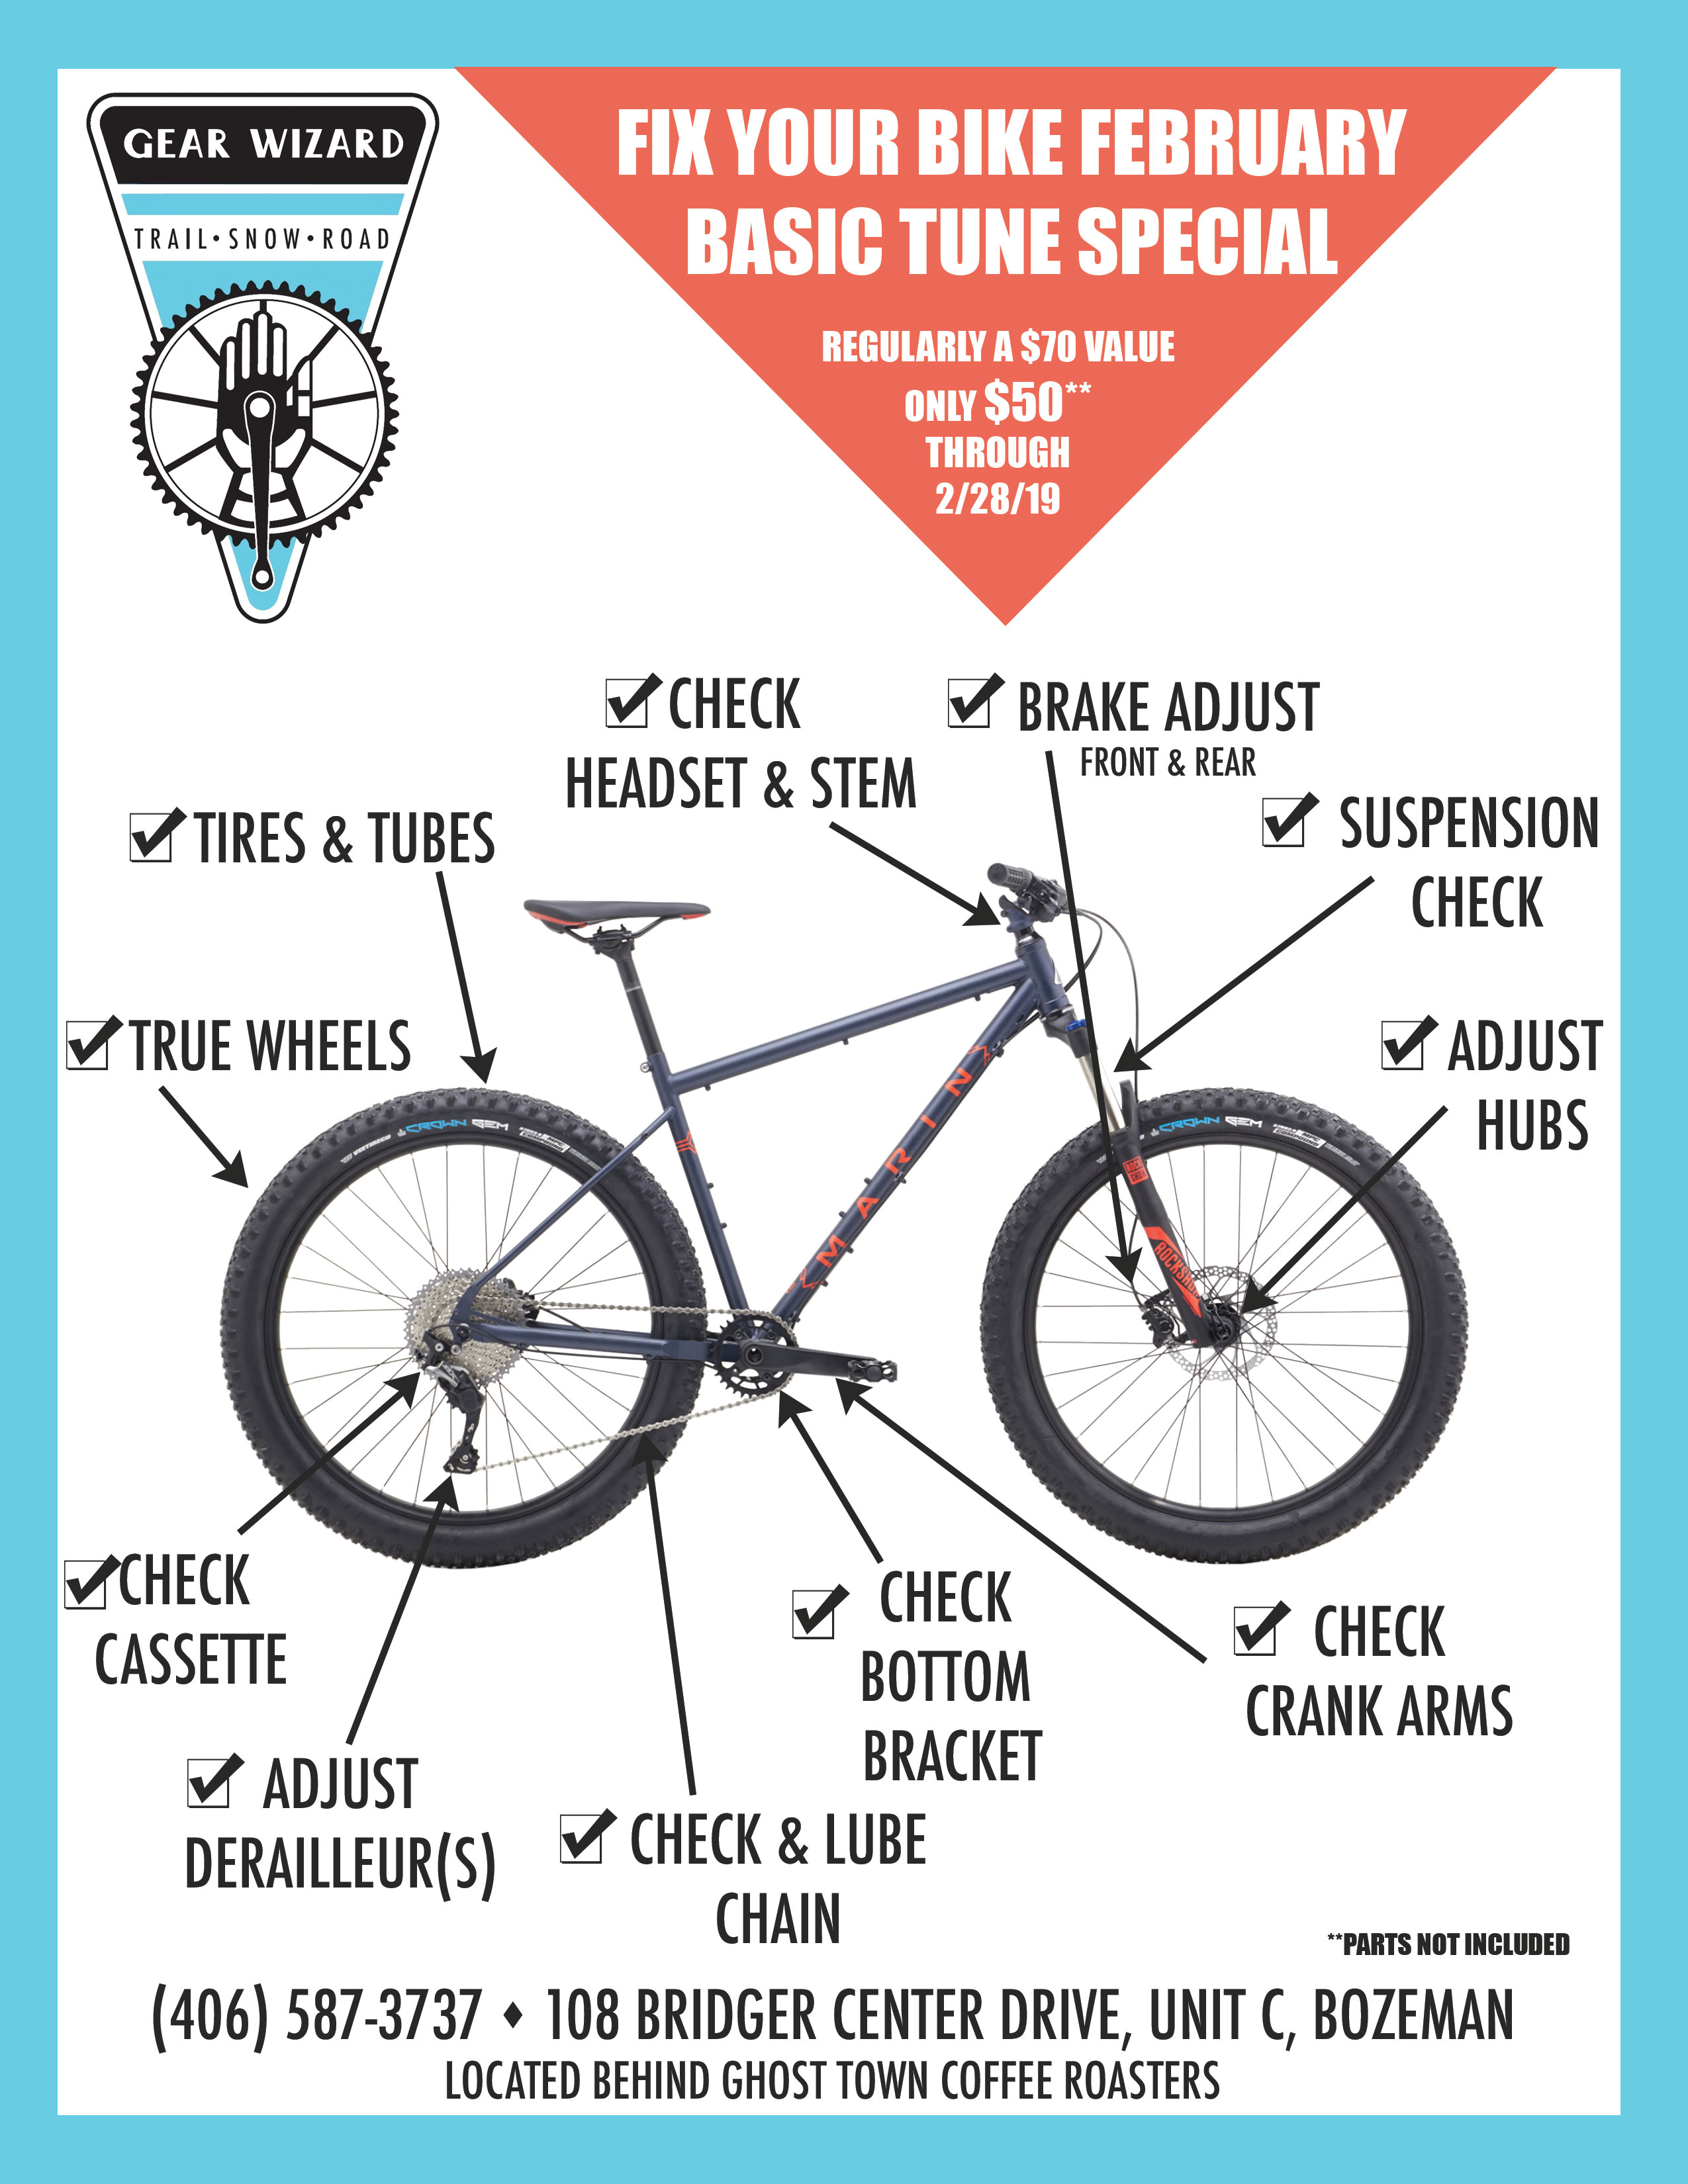 GEAR WIZARD
TRAIL • SNOW • ROAD
FIX YOUR BIKE FEBRUARY
BASIC TUNE SPECIAL
REGULARLY A $70 VALUE
ONLY $50**
THROUGH
2/28/19
CHECK
HEADSET & STEM
BRAKE ADJUST
FRONT & REAR
TIRES & TUBES
SUSPENSION
CHECK
TRUE WHEELS
ADJUST
HUBS
CROWN GEM
CROWN GEM
MARIN
ROCKSHOX
CHECK
CASSETTE
CHECK
BOTTOM
BRACKET
CHECK
CRANK ARMS
ADJUST
DERAILLEUR(S)
CHECK & LUBE
CHAIN
**PARTS NOT INCLUDED
(406) 587-3737 ♦ 108 BRIDGER CENTER DRIVE, UNIT C, BOZEMAN
LOCATED BEHIND GHOST TOWN COFFEE ROASTERS